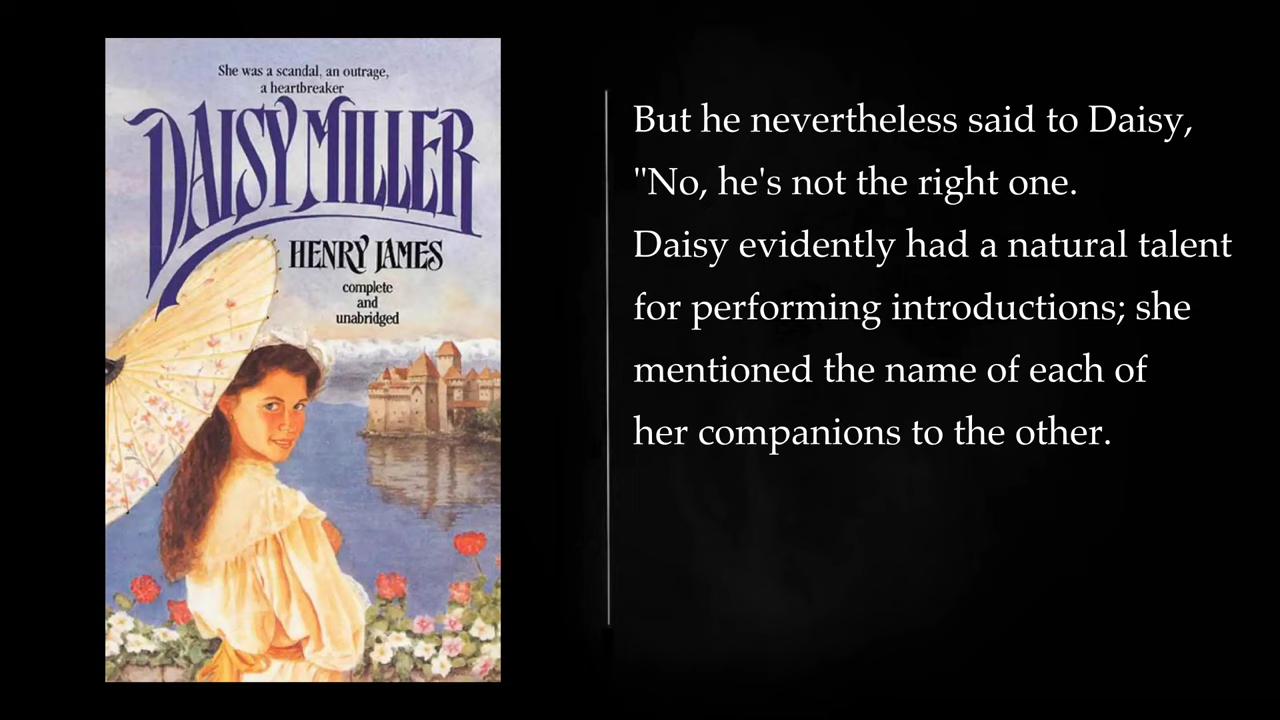 She was a scandal, an outrage,
a heartbreaker
DAISY MILLER
HENRY JAMES
complete
and
unabridged
But he nevertheless said to Daisy,
"No, he's not the right one.
Daisy evidently had a natural talent
for performing introductions; she
mentioned the name of each of
her companions to the other.